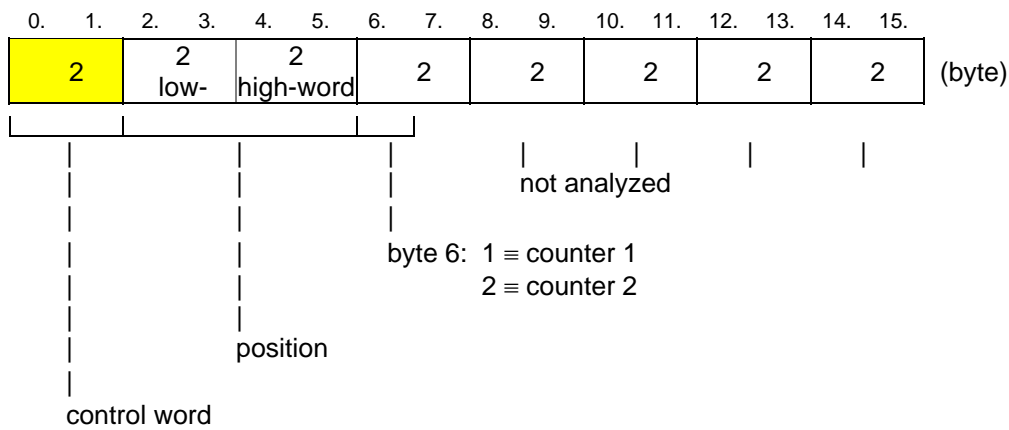 0. 1. 2. 3. 4. 5. 6. 7. 8. 9. 10. 11. 12. 13. 14. 15.
2 2 2 2 2 2 2 2 (byte)
low- high-word
not analyzed
byte 6: 1 ≡ counter 1
2 ≡ counter 2
position
control word